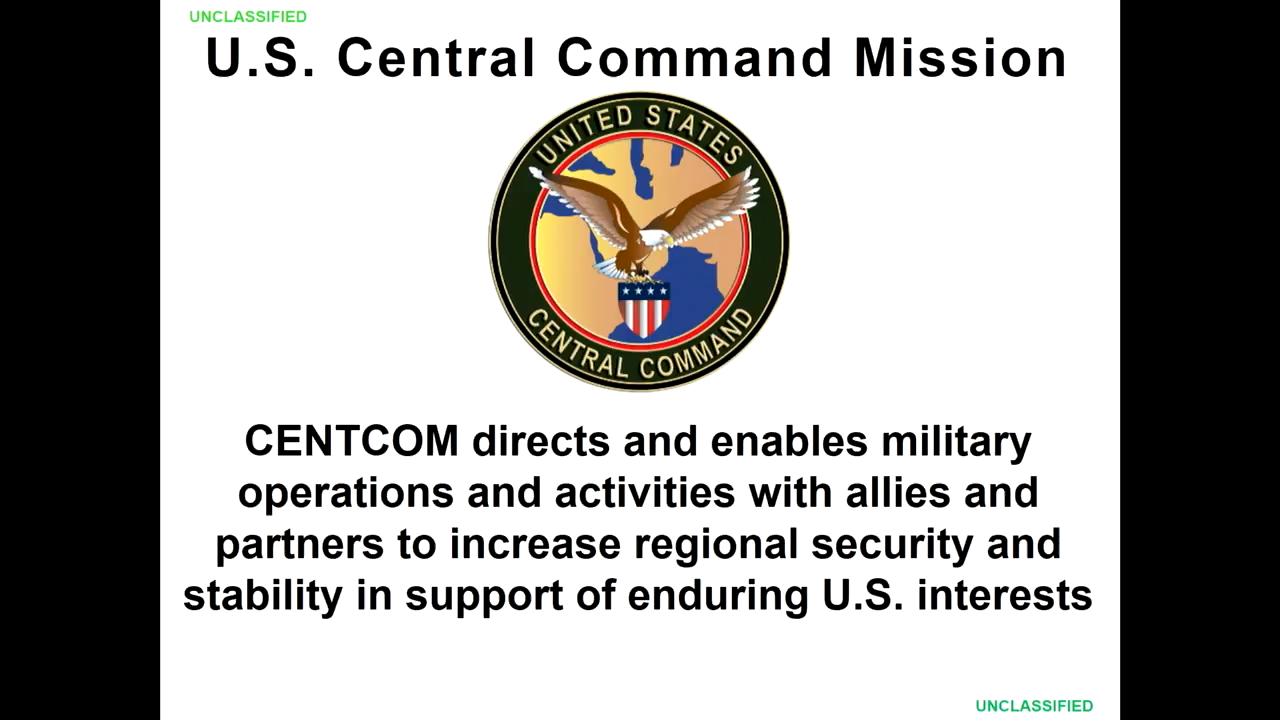 UNCLASSIFIED
U.S. Central Command Mission
UNITED STATES
CENTRAL COMMAND
CENTCOM directs and enables military
operations and activities with allies and
partners to increase regional security and
stability in support of enduring U.S. interests
UNCLASSIFIED